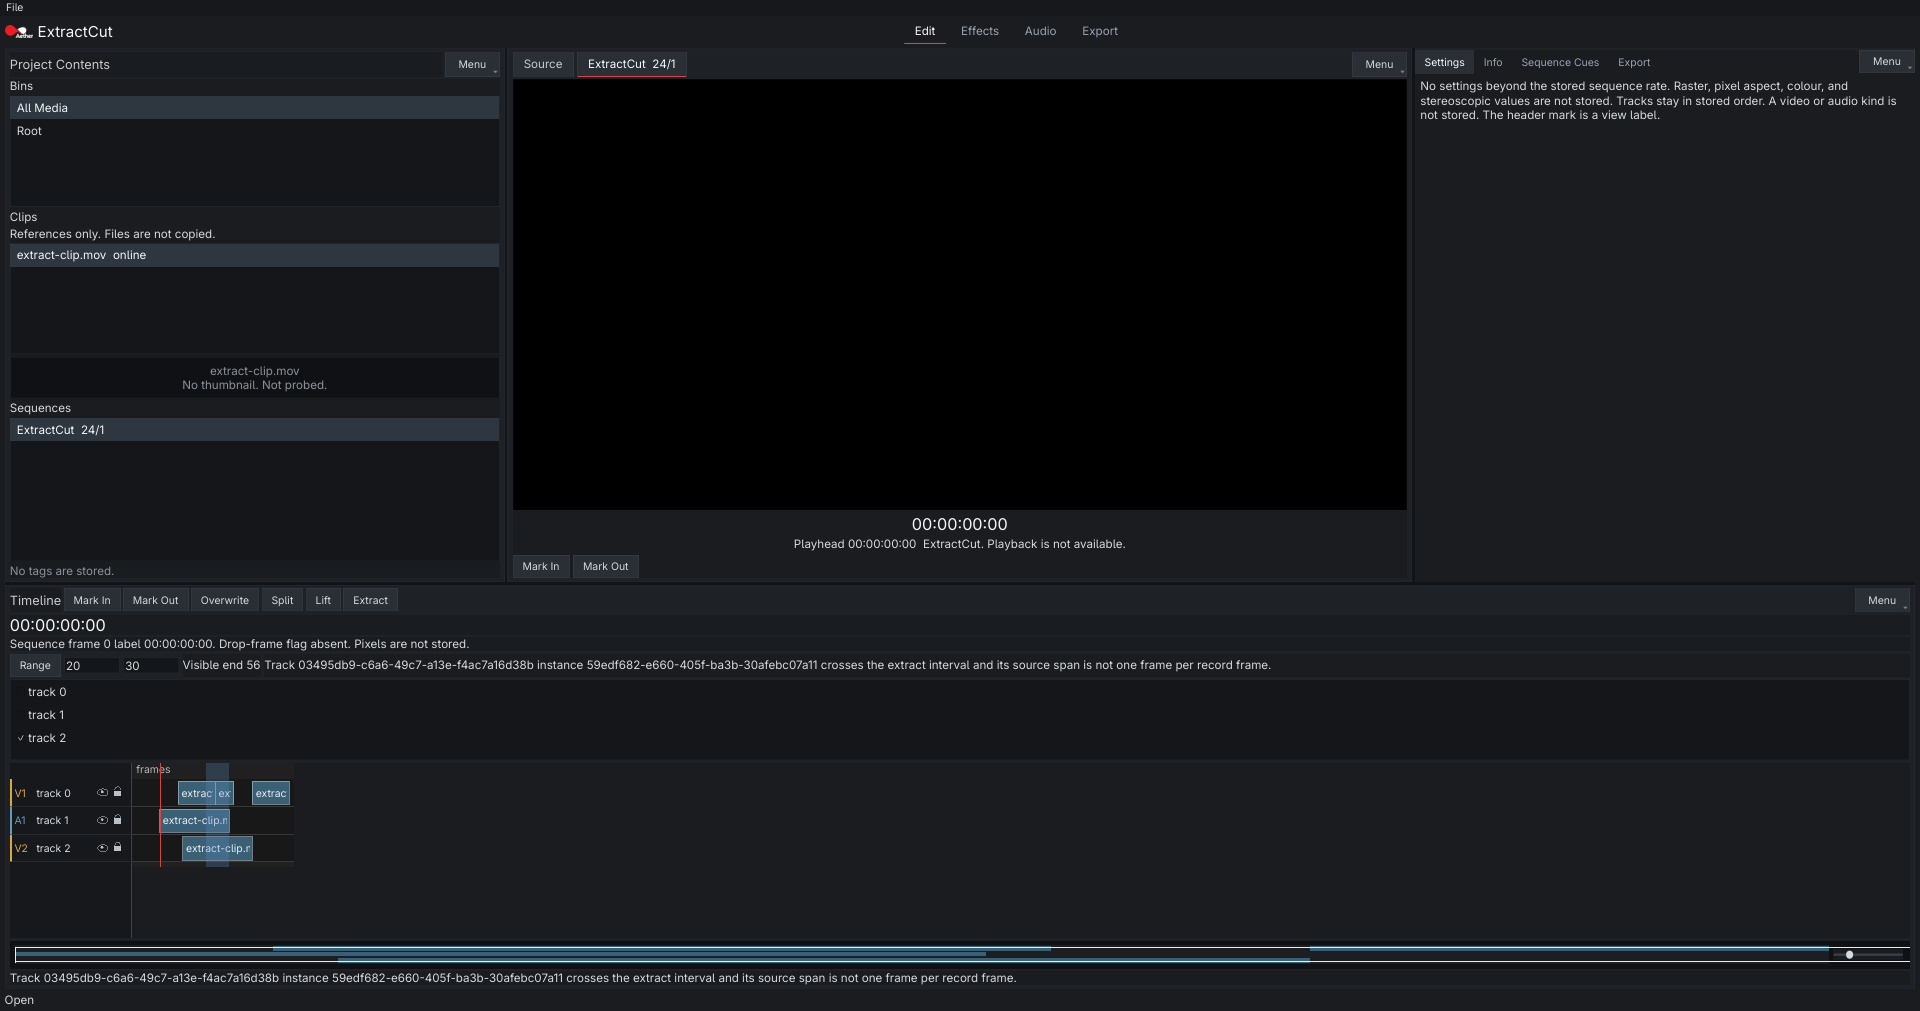 File
Aether ExtractCut
Edit Effects Audio Export
Project Contents Menu
Bins
All Media
Root
Clips
References only. Files are not copied.
extract-clip.mov online
extract-clip.mov
No thumbnail. Not probed.
Sequences
ExtractCut 24/1
No tags are stored.
Source ExtractCut 24/1 Menu
00:00:00:00
Playhead 00:00:00:00 ExtractCut. Playback is not available.
Mark In Mark Out
Settings Info Sequence Cues Export Menu
No settings beyond the stored sequence rate. Raster, pixel aspect, colour, and
stereoscopic values are not stored. Tracks stay in stored order. A video or audio kind is
not stored. The header mark is a view label.
Timeline Mark In Mark Out Overwrite Split Lift Extract Menu
00:00:00:00
Sequence frame 0 label 00:00:00:00. Drop-frame flag absent. Pixels are not stored.
Range 20 30 Visible end 56 Track 03495db9-c6a6-49c7-a13e-f4ac7a16d38b instance 59edf682-e660-405f-ba3b-30afebc07a11 crosses the extract interval and its source span is not one frame per record frame.
track 0
track 1
✓ track 2
frames
V1 track 0 extrac ex extrac
A1 track 1 extract-clip.m
V2 track 2 extract-clip.r
Track 03495db9-c6a6-49c7-a13e-f4ac7a16d38b instance 59edf682-e660-405f-ba3b-30afebc07a11 crosses the extract interval and its source span is not one frame per record frame.
Open